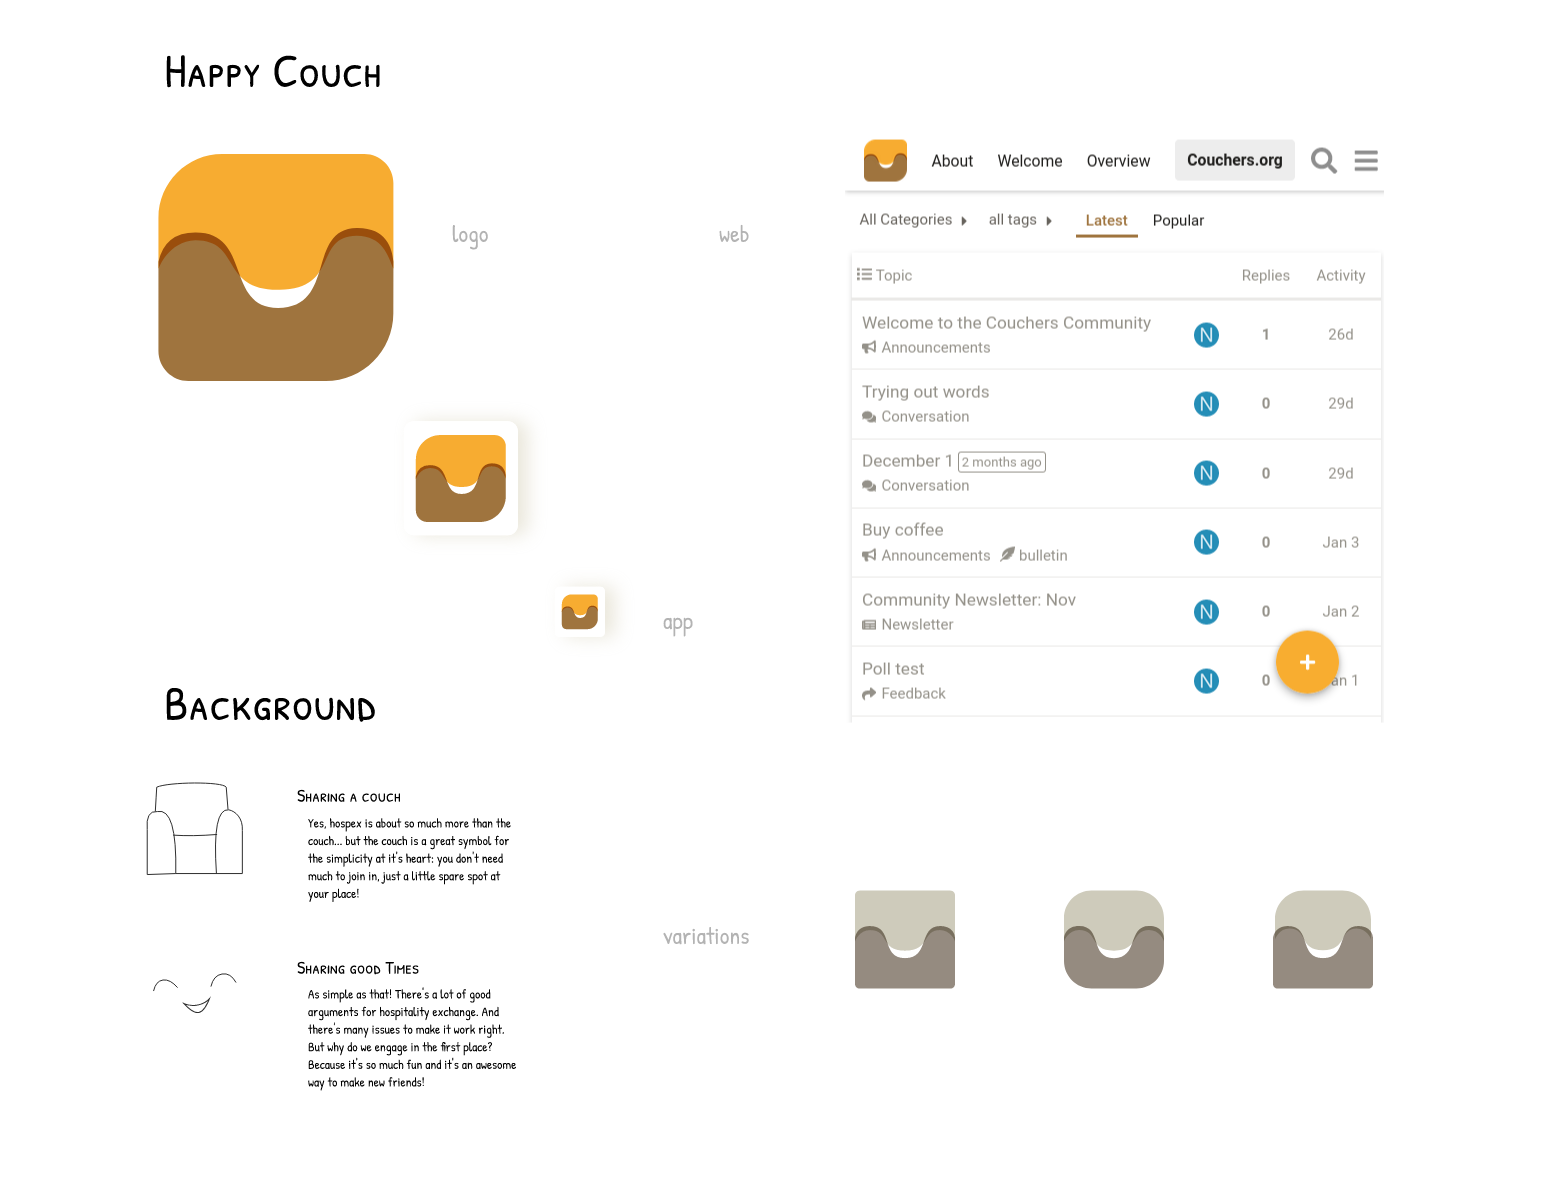 Happy Couch
logo
web
app
About Welcome Overview Couchers.org
All Categories all tags Latest Popular
Topic Replies Activity
Welcome to the Couchers Community N 1 26d
Announcements
Trying out words N 0 29d
Conversation
December 1 2 months ago N 0 29d
Conversation
Buy coffee N 0 Jan 3
Announcements bulletin
Community Newsletter: Nov N 0 Jan 2
Newsletter
Poll test N 0 an 1
Feedback
+
Background
Sharing a couch
Yes, hospex is about so much more than the
couch... but the couch is a great symbol for
the simplicity at it's heart: you don't need
much to join in, just a little spare spot at
your place!
Sharing good Times
As simple as that! There's a lot of good
arguments for hospitality exchange. And
there's many issues to make it work right.
But why do we engage in the first place?
Because it's so much fun and it's an awesome
way to make new friends!
variations